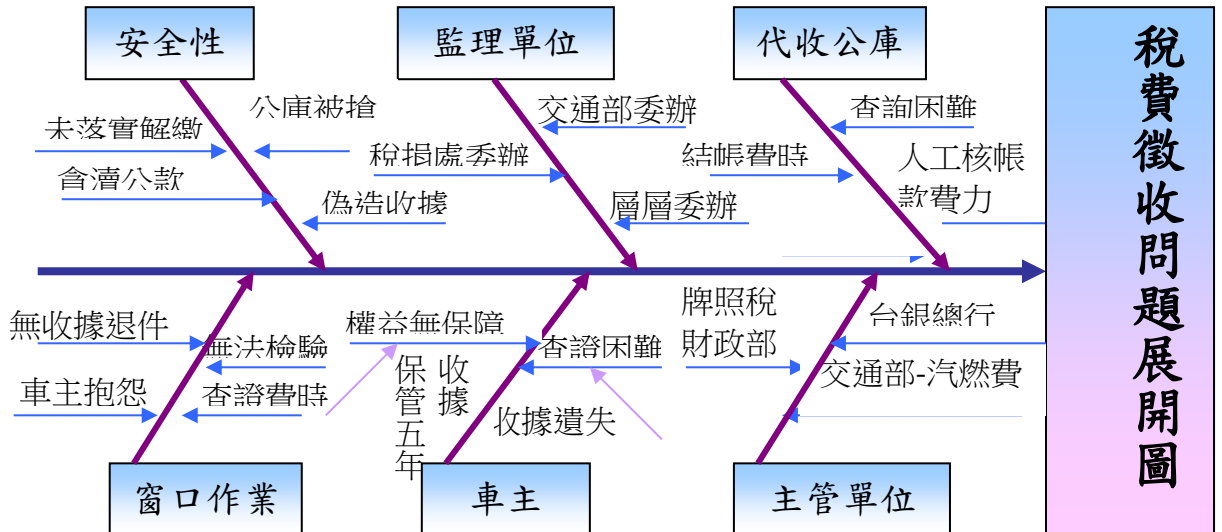 安全性
監理單位
代收公庫
稅費徵收問題展開圖
公庫被搶
未落實解繳
貪瀆公款
偽造收據
交通部委辦
稅捐處委辦
層層委辦
查詢困難
結帳費時
人工核帳
款費力
無收據退件
無法檢驗
車主抱怨
查證費時
權益無保障
查證困難
收據
保管五年
收據遺失
牌照稅
財政部
台銀總行
交通部-汽燃費
窗口作業
車主
主管單位